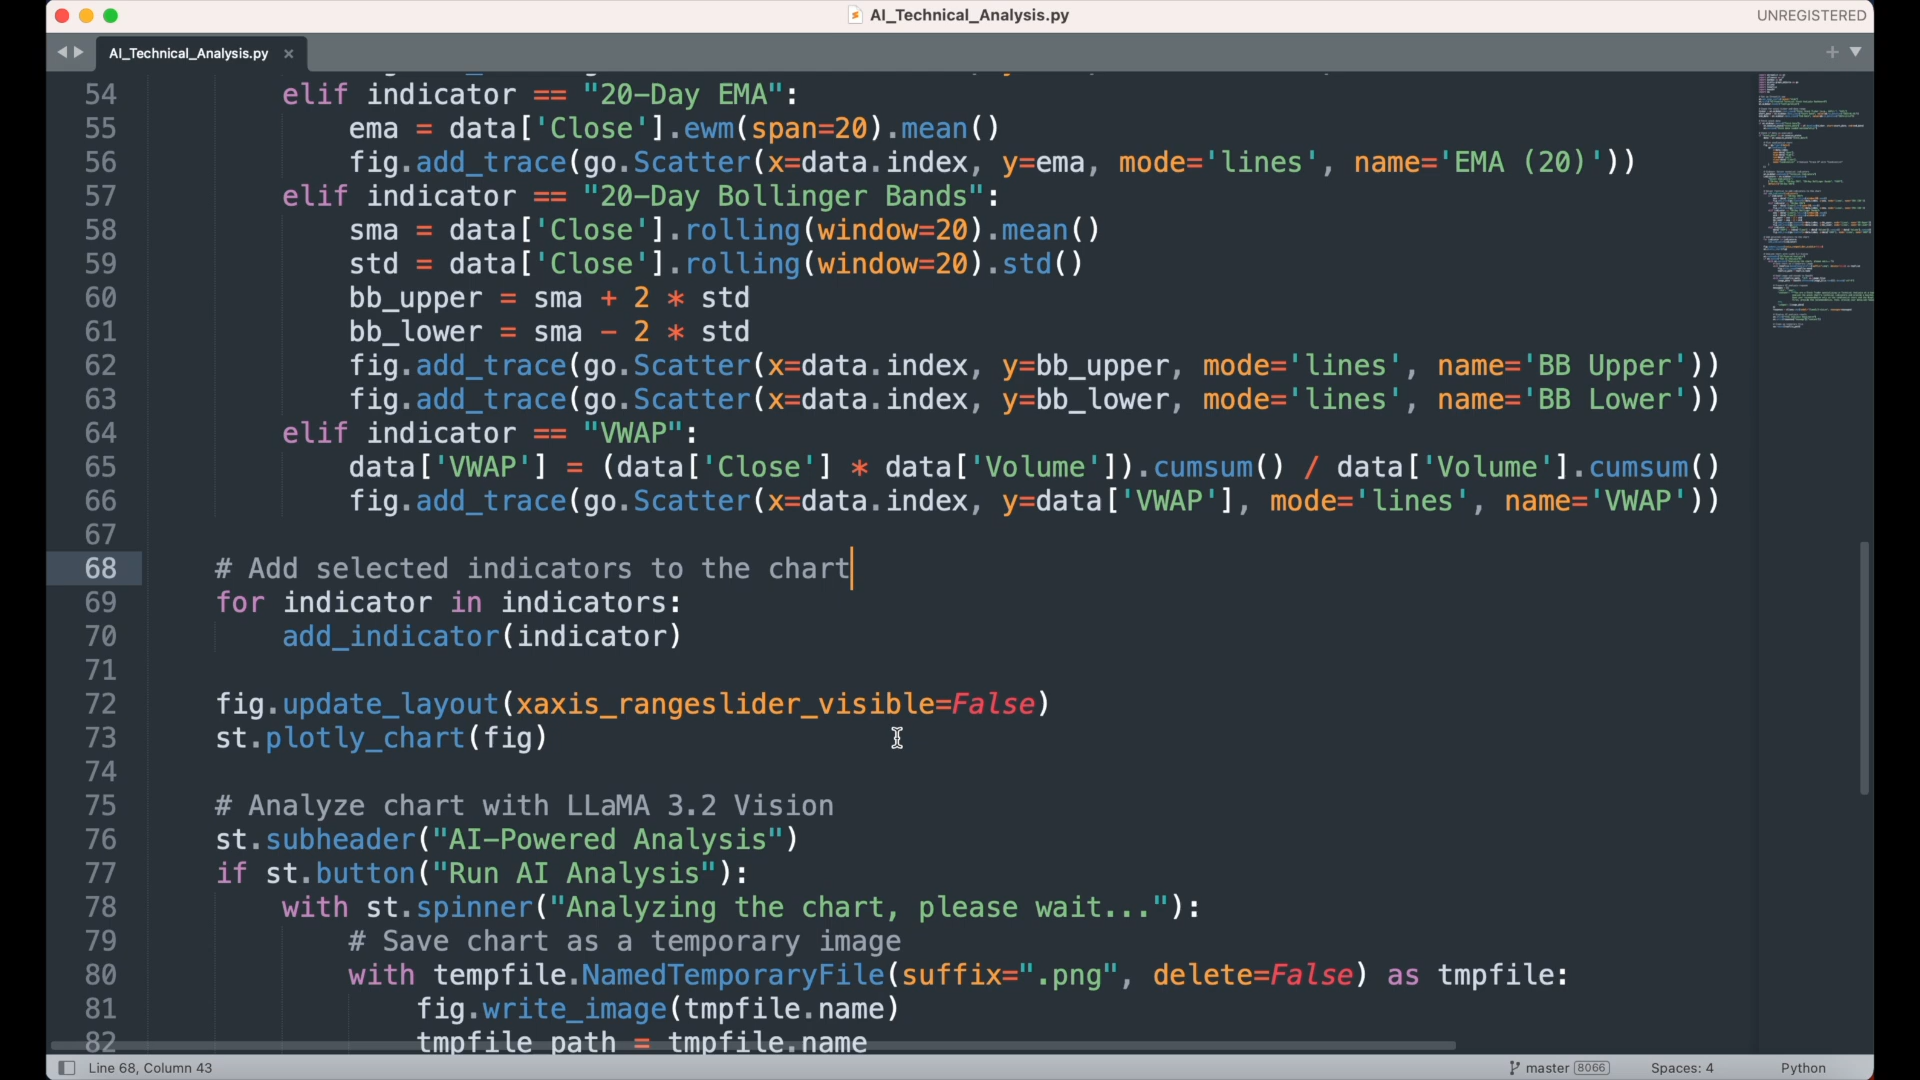 AI_Technical_Analysis.py
UNREGISTERED
AI_Technical_Analysis.py
54 elif indicator == "20-Day EMA":
55 ema = data['Close'].ewm(span=20).mean()
56 fig.add_trace(go.Scatter(x=data.index, y=ema, mode='lines', name='EMA (20)'))
57 elif indicator == "20-Day Bollinger Bands":
58 sma = data['Close'].rolling(window=20).mean()
59 std = data['Close'].rolling(window=20).std()
60 bb_upper = sma + 2 * std
61 bb_lower = sma - 2 * std
62 fig.add_trace(go.Scatter(x=data.index, y=bb_upper, mode='lines', name='BB Upper'))
63 fig.add_trace(go.Scatter(x=data.index, y=bb_lower, mode='lines', name='BB Lower'))
64 elif indicator == "VWAP":
65 data['VWAP'] = (data['Close'] * data['Volume']).cumsum() / data['Volume'].cumsum()
66 fig.add_trace(go.Scatter(x=data.index, y=data['VWAP'], mode='lines', name='VWAP'))
67
68 # Add selected indicators to the chart
69 for indicator in indicators:
70 add_indicator(indicator)
71
72 fig.update_layout(xaxis_rangeslider_visible=False)
73 st.plotly_chart(fig)
74
75 # Analyze chart with LLaMA 3.2 Vision
76 st.subheader("AI-Powered Analysis")
77 if st.button("Run AI Analysis"):
78 with st.spinner("Analyzing the chart, please wait..."):
79 # Save chart as a temporary image
80 with tempfile.NamedTemporaryFile(suffix=".png", delete=False) as tmpfile:
81 fig.write_image(tmpfile.name)
82 tmpfile_path = tmpfile.name
Line 68, Column 43
master 8066
Spaces: 4
Python